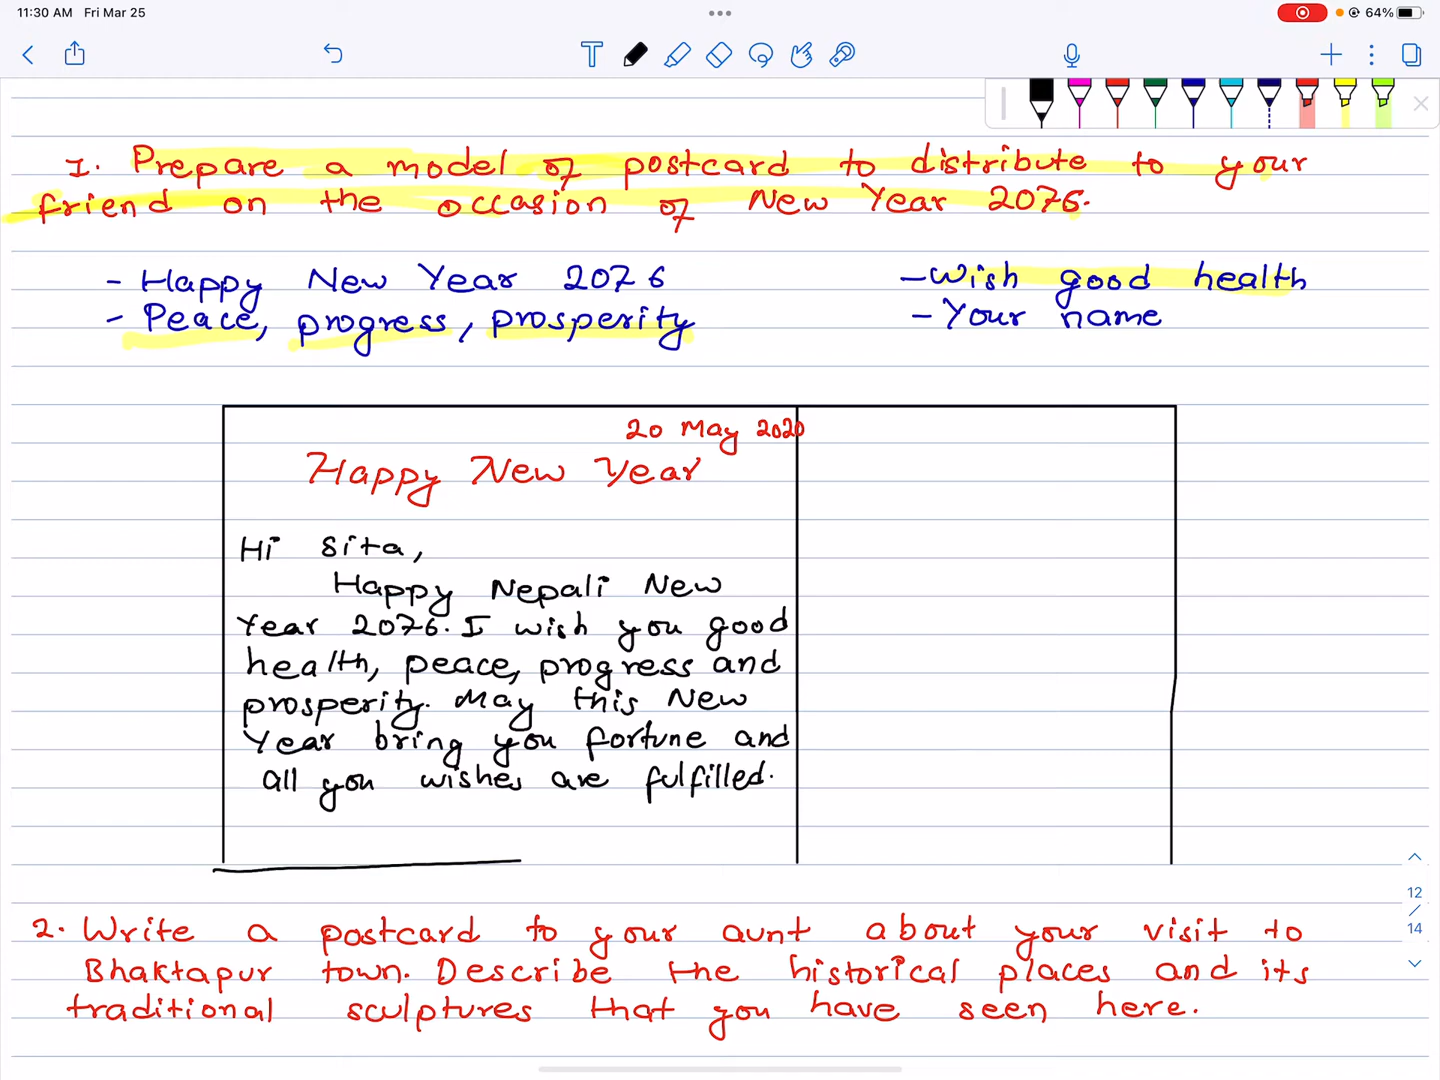 11:30 AM Fri Mar 25
64%
1. Prepare a model of postcard to distribute to your
friend on the occasion of New Year 2076.
- Happy New Year 2076
- Peace, progress, prosperity
- Wish good health
- Your name
20 May 2020
Happy New Year
Hi Sita,
Happy Nepali New
Year 2076. I wish you good
health, peace, progress and
prosperity. May this New
Year bring you fortune and
all you wishes are fulfilled.
12
/
14
2. Write a postcard to your aunt about your visit to
Bhaktapur town. Describe the historical places and its
traditional sculptures that you have seen here.